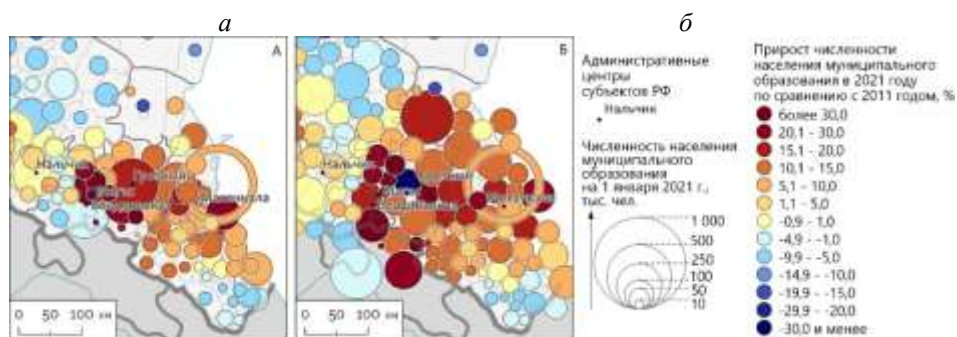 а б
А
Б
Нальчик
Грозный
Махачкала
Нальчик
0 50 100 км
0 50 100 км
Административные
центры
субъектов РФ
Нальчик
Численность населения
муниципального
образования
на 1 января 2021 г.,
тыс. чел.
1 000
500
250
100
50
10
Прирост численности
населения муниципального
образования в 2021 году
по сравнению с 2011 годом, %
более 30,0
20,1 - 30,0
15,1 - 20,0
10,1 - 15,0
5,1 - 10,0
1,1 - 5,0
-0,9 - 1,0
-4,9 - -1,0
-9,9 - -5,0
-14,9 - -10,0
-19,9 - -15,0
-29,9 - -20,0
-30,0 и менее